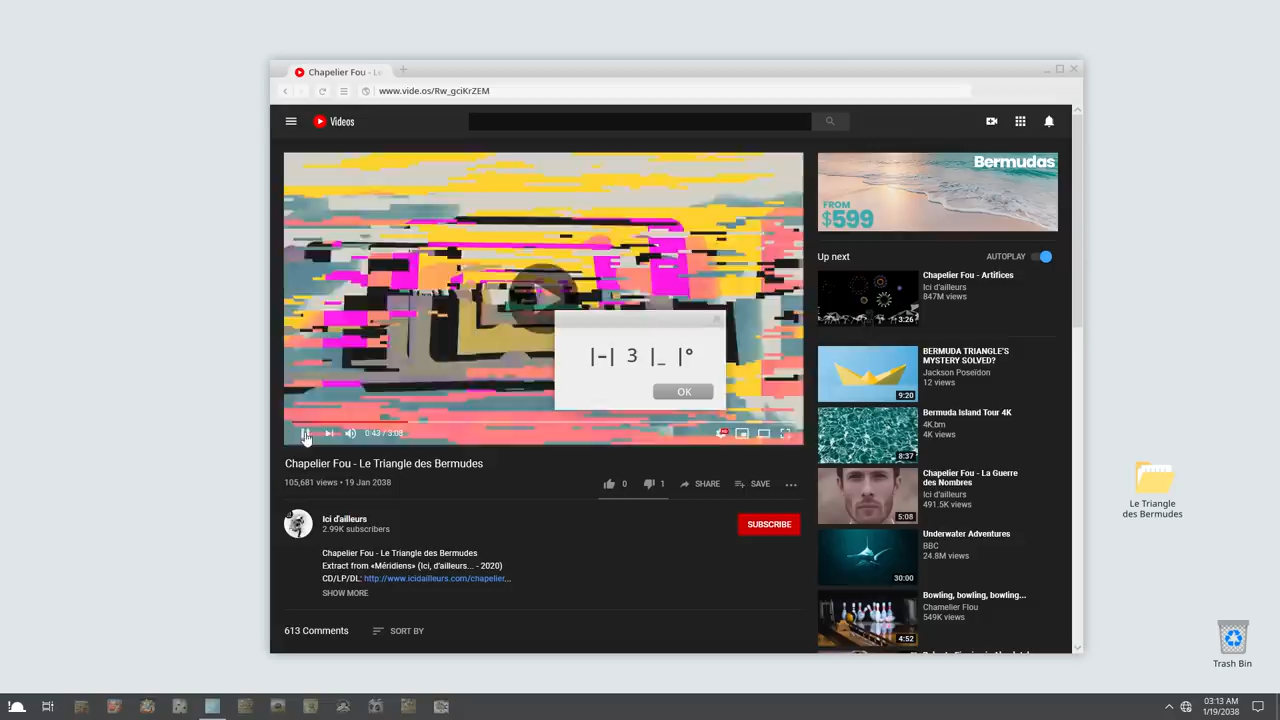 Chapelier Fou - Le
www.vide.os/Rw_gciKrZEM
Videos
Bermudas
FROM
$599
Up next
AUTOPLAY
Chapelier Fou - Artifices
Ici d'ailleurs
847M views
3:26
BERMUDA TRIANGLE'S
MYSTERY SOLVED?
Jackson Poseïdon
12 views
9:20
Bermuda Island Tour 4K
4K.bm
4K views
8:37
Chapelier Fou - La Guerre
des Nombres
Ici d'ailleurs
491.5K views
5:08
Underwater Adventures
BBC
24.8M views
30:00
Bowling, bowling, bowling...
Chamelier Flou
549K views
4:52
|-| 3 |_ |°
OK
0:43 / 3:08
HD
Chapelier Fou - Le Triangle des Bermudes
105,681 views • 19 Jan 2038
0
1
SHARE
SAVE
Ici d'ailleurs
2.99K subscribers
SUBSCRIBE
Chapelier Fou - Le Triangle des Bermudes
Extract from «Méridiens» (Ici, d'ailleurs... - 2020)
CD/LP/DL: http://www.icidailleurs.com/chapelier...
SHOW MORE
613 Comments
SORT BY
Le Triangle
des Bermudes
Trash Bin
03:13 AM
1/19/2038